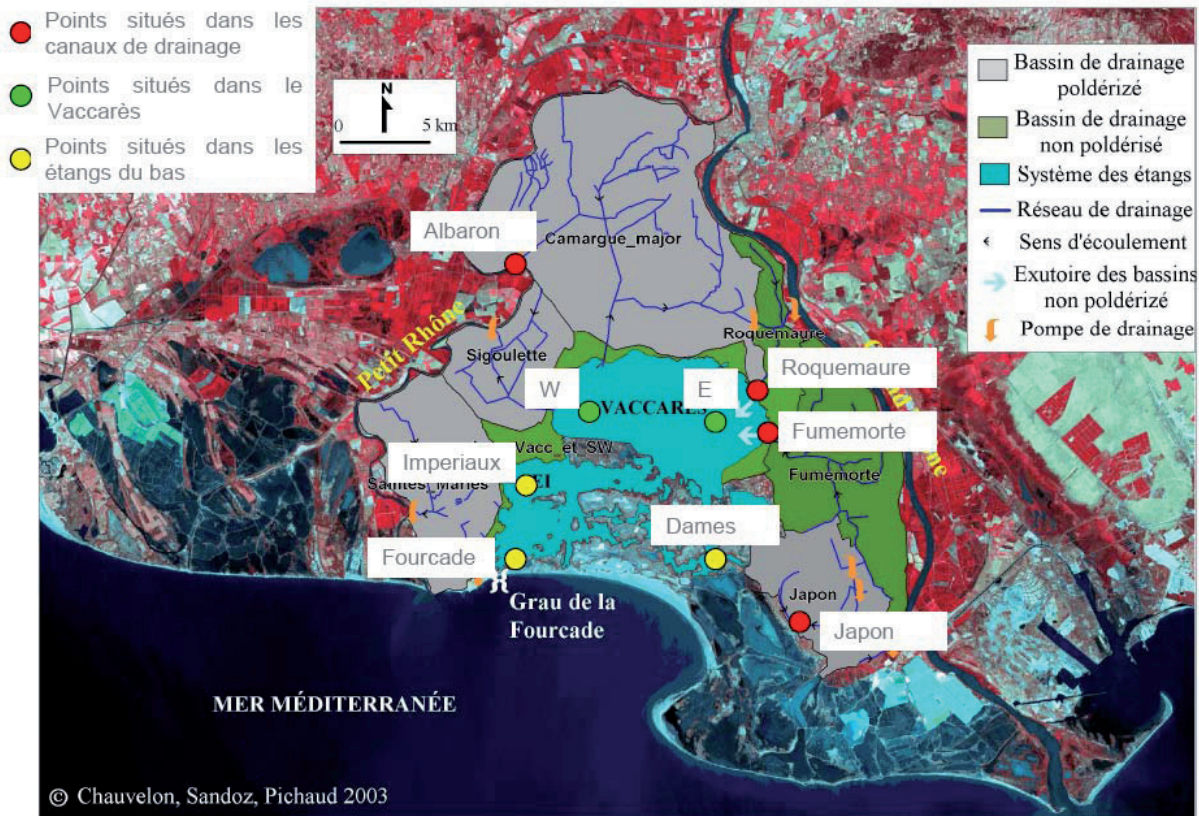 Points situés dans les
canaux de drainage
Points situés dans le
Vaccarès
Points situés dans les
étangs du bas
N
0 5 km
Bassin de drainage
poldérizé
Bassin de drainage
non poldérisé
Système des étangs
Réseau de drainage
Sens d'écoulement
Exutoire des bassins
non poldérizé
Pompe de drainage
Albaron
Camargue_major
Petit Rhône
Sigoulette
Roquemaure
Roquemaure
W
E
VACCARES
Fumemorte
Vacc_et_SW
Imperiaux
Fumemorte
EI
Saintes_Maries
Dames
Fourcade
Grau de la
Fourcade
Japon
Japon
MER MÉDITERRANÉE
© Chauvelon, Sandoz, Pichaud 2003